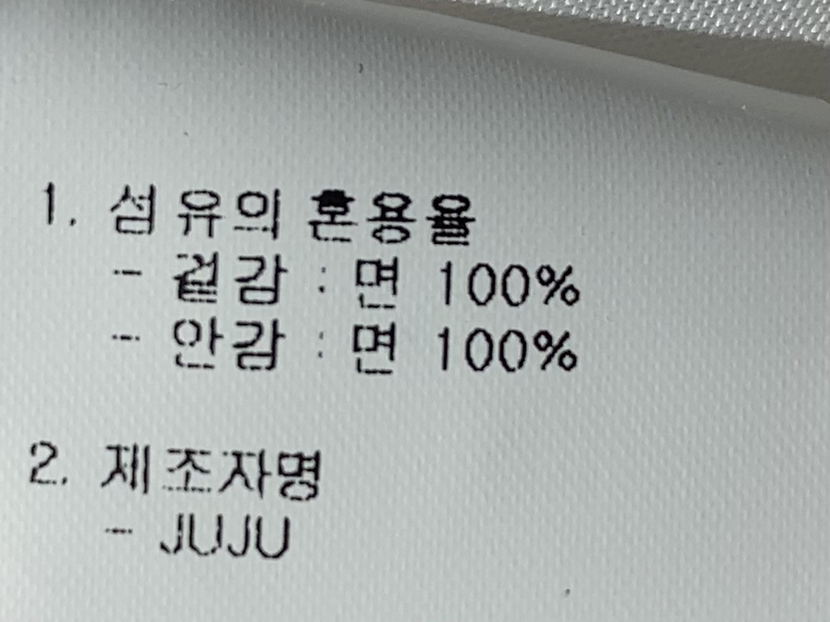 1. 섬유의 혼용율
- 겉감 : 면 100%
- 안감 : 면 100%
2. 제조자명
- JUJU